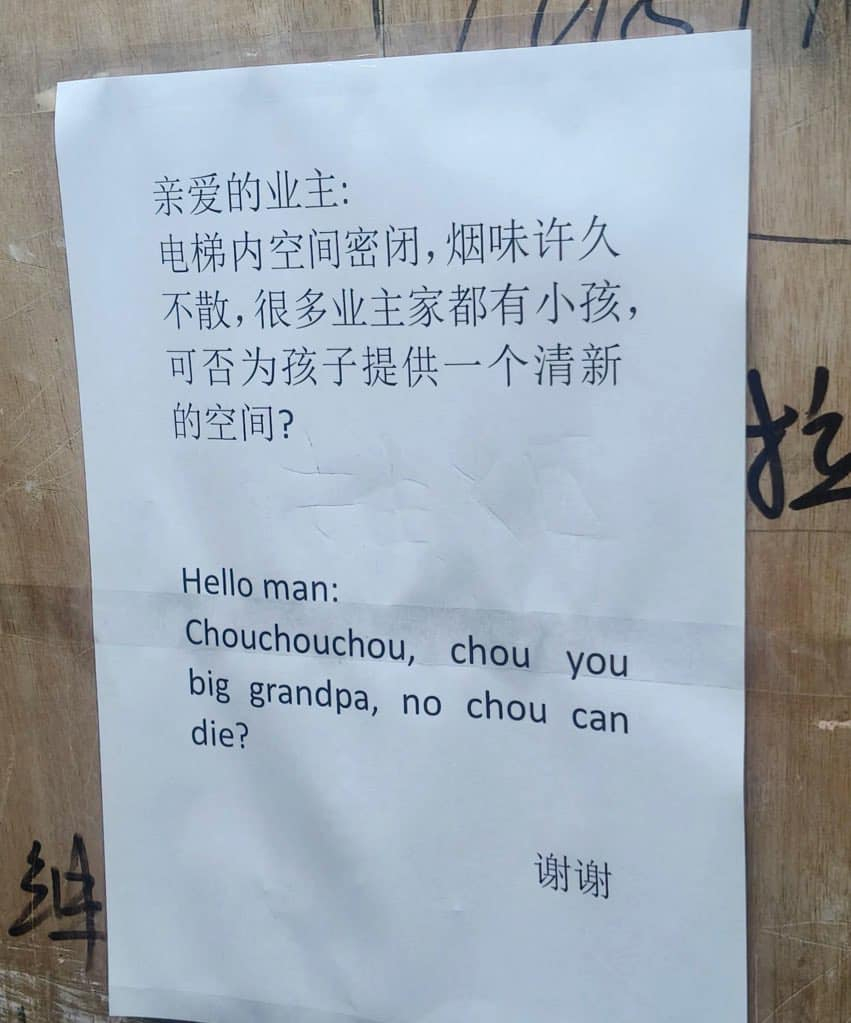 亲爱的业主:
电梯内空间密闭,烟味许久
不散,很多业主家都有小孩,
可否为孩子提供一个清新
的空间?
Hello man:
Chouchouchou, chou you
big grandpa, no chou can
die?
谢谢
拉